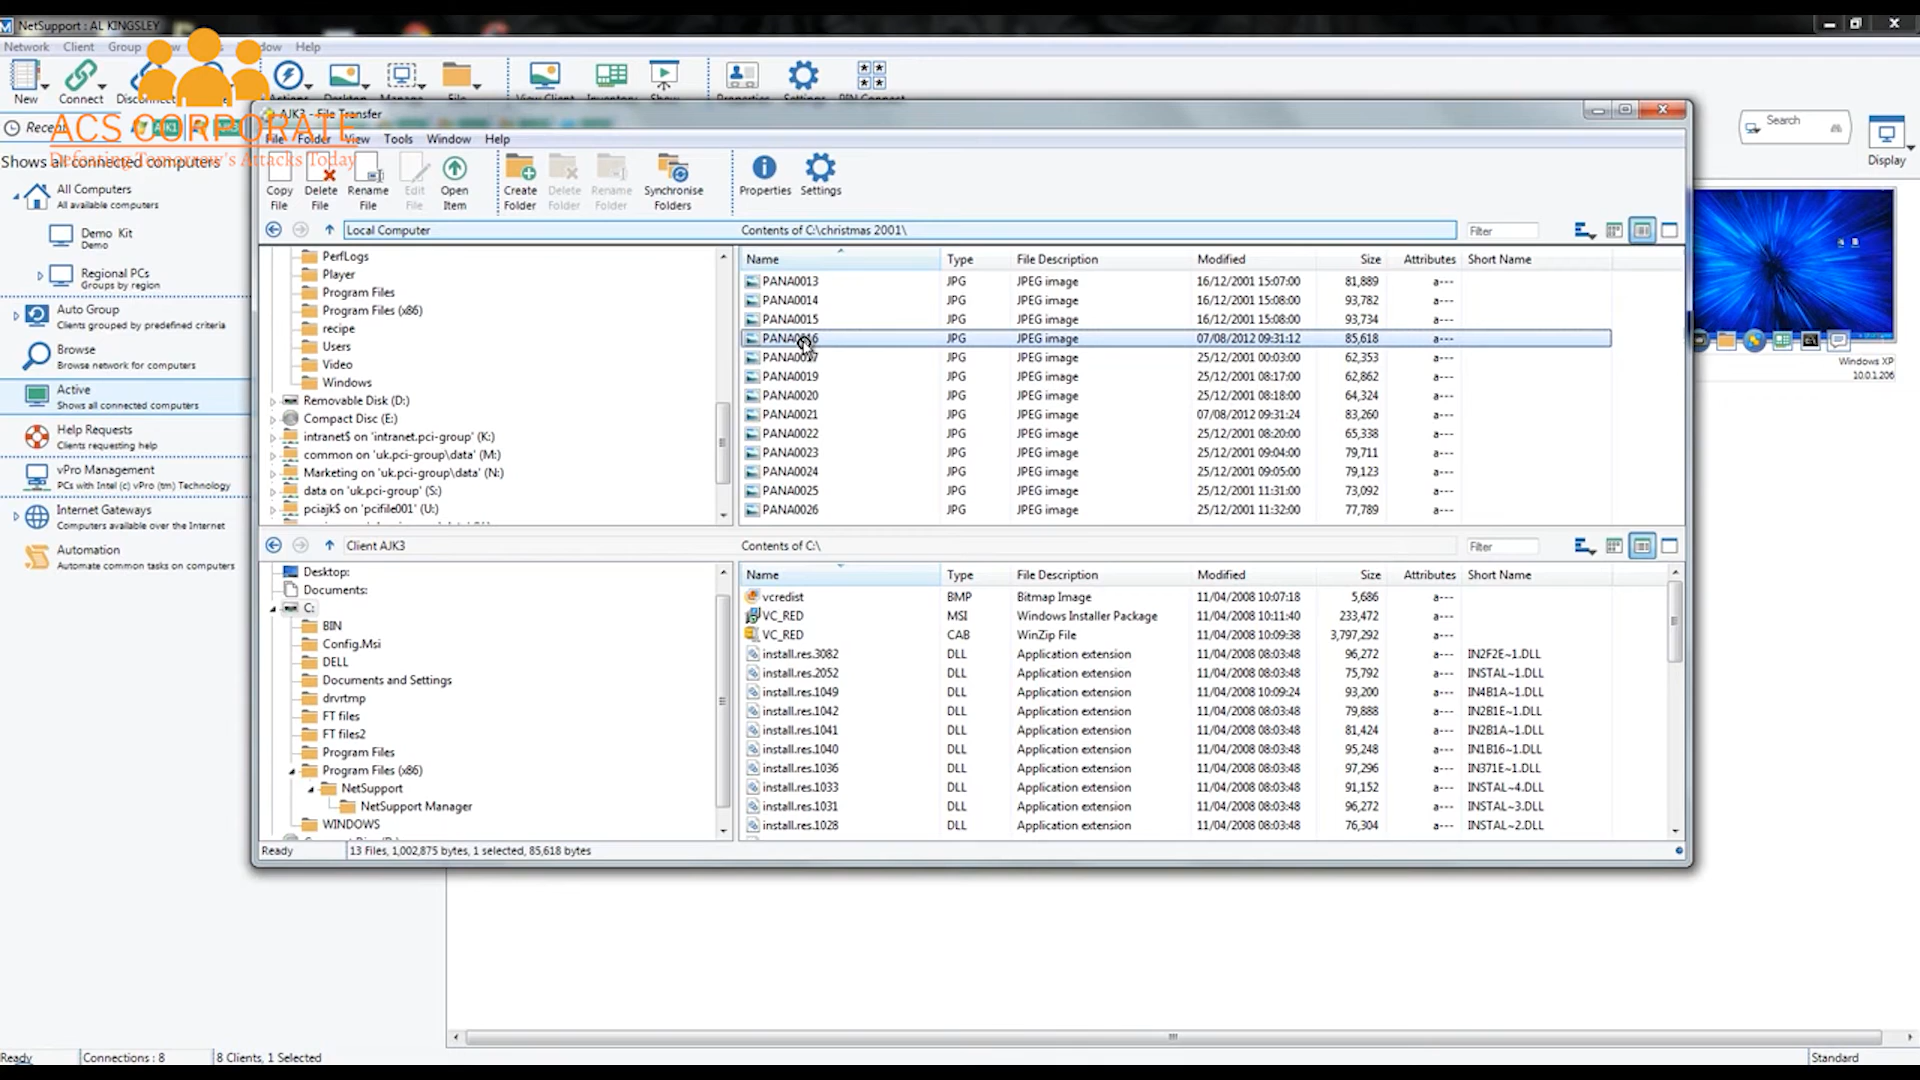 NetSupport : AL KINGSLEY
Network Client Group Help
New Connect
Recent
ACS CORPORATE
Defeating Tomorrow's Attacks Today
Shows all connected computers
Search
Display
All Computers
All available computers
Demo Kit
Demo
Regional PCs
Groups by region
Auto Group
Clients grouped by predefined criteria
Browse
Browse network for computers
Active
Shows all connected computers
Help Requests
Clients requesting help
vPro Management
PCs with Intel (c) vPro (tm) Technology
Internet Gateways
Computers available over the Internet
Automation
Automate common tasks on computers
AJK3 - File Transfer
File Folder View Tools Window Help
Copy File
Delete File
Rename File
Edit File
Open Item
Create Folder
Delete Folder
Rename Folder
Synchronise Folders
Properties
Settings
Local Computer Contents of C:\christmas 2001\ Filter
PerfLogs
Player
Program Files
Program Files (x86)
recipe
Users
Video
Windows
Removable Disk (D:)
Compact Disc (E:)
intranet$ on 'intranet.pci-group' (K:)
common on 'uk.pci-group\data' (M:)
Marketing on 'uk.pci-group\data' (N:)
data on 'uk.pci-group' (S:)
pciajk$ on 'pcifile001' (U:)
Name Type File Description Modified Size Attributes Short Name
PANA0013 JPG JPEG image 16/12/2001 15:07:00 81,889 a---
PANA0014 JPG JPEG image 16/12/2001 15:08:00 93,782 a---
PANA0015 JPG JPEG image 16/12/2001 15:08:00 93,734 a---
PANA0016 JPG JPEG image 07/08/2012 09:31:12 85,618 a---
PANA0017 JPG JPEG image 25/12/2001 00:03:00 62,353 a---
PANA0019 JPG JPEG image 25/12/2001 08:17:00 62,862 a---
PANA0020 JPG JPEG image 25/12/2001 08:18:00 64,324 a---
PANA0021 JPG JPEG image 07/08/2012 09:31:24 83,260 a---
PANA0022 JPG JPEG image 25/12/2001 08:20:00 65,338 a---
PANA0023 JPG JPEG image 25/12/2001 09:04:00 79,711 a---
PANA0024 JPG JPEG image 25/12/2001 09:05:00 79,123 a---
PANA0025 JPG JPEG image 25/12/2001 11:31:00 73,092 a---
PANA0026 JPG JPEG image 25/12/2001 11:32:00 77,789 a---
Client AJK3 Contents of C:\ Filter
Desktop:
Documents:
C:
BIN
Config.Msi
DELL
Documents and Settings
drvrtmp
FT files
FT files2
Program Files
Program Files (x86)
NetSupport
NetSupport Manager
WINDOWS
Name Type File Description Modified Size Attributes Short Name
vcredist BMP Bitmap Image 11/04/2008 10:07:18 5,686 a---
VC_RED MSI Windows Installer Package 11/04/2008 10:11:40 233,472 a---
VC_RED CAB WinZip File 11/04/2008 10:09:38 3,797,292 a---
install.res.3082 DLL Application extension 11/04/2008 08:03:48 96,272 a--- IN2F2E~1.DLL
install.res.2052 DLL Application extension 11/04/2008 08:03:48 75,792 a--- INSTAL~1.DLL
install.res.1049 DLL Application extension 11/04/2008 10:09:24 93,200 a--- IN4B1A~1.DLL
install.res.1042 DLL Application extension 11/04/2008 08:03:48 79,888 a--- IN2B1E~1.DLL
install.res.1041 DLL Application extension 11/04/2008 08:03:48 81,424 a--- IN2B1A~1.DLL
install.res.1040 DLL Application extension 11/04/2008 08:03:48 95,248 a--- IN1B16~1.DLL
install.res.1036 DLL Application extension 11/04/2008 08:03:48 97,296 a--- IN371E~1.DLL
install.res.1033 DLL Application extension 11/04/2008 08:03:48 91,152 a--- INSTAL~4.DLL
install.res.1031 DLL Application extension 11/04/2008 08:03:48 96,272 a--- INSTAL~3.DLL
install.res.1028 DLL Application extension 11/04/2008 08:03:48 76,304 a--- INSTAL~2.DLL
Ready 13 Files, 1,002,875 bytes, 1 selected, 85,618 bytes
Windows XP
10.0.1.206
Ready Connections : 8 8 Clients, 1 Selected Standard